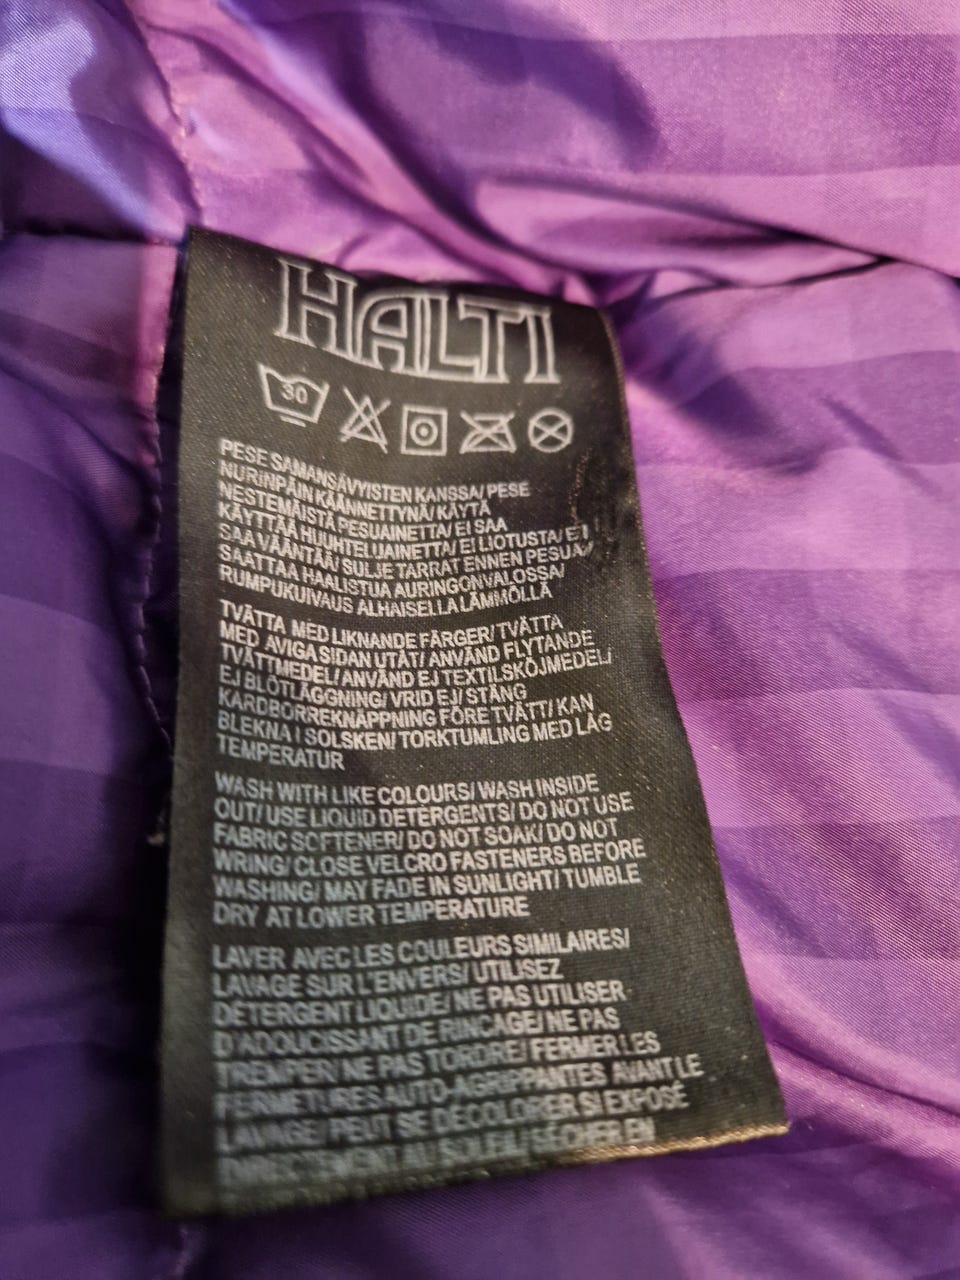 HALTI
30
PESE SAMANSÄVYISTEN KANSSA/ PESE
NURINPÄIN KÄÄNNETTYNÄ/ KÄYTÄ
NESTEMÄISTÄ PESUAINETTA/ EI SAA
KÄYTTÄÄ HUUHTELUAINETTA/ EI LIOTUSTA/ EI
SAA VÄÄNTÄÄ/ SULJE TARRAT ENNEN PESUA/
SAATTAA HAALISTUA AURINGONVALOSSA/
RUMPUKUIVAUS ALHAISELLA LÄMMÖLLÄ
TVÄTTA MED LIKNANDE FÄRGER/ TVÄTTA
MED AVIGA SIDAN UTÅT/ ANVÄND FLYTANDE
TVÄTTMEDEL/ ANVÄND EJ TEXTILSKÖJMEDEL/
EJ BLÖTLÄGGNING/ VRID EJ/ STÄNG
KARDBORREKNÄPPNING FÖRE TVÄTT/ KAN
BLEKNA I SOLSKEN/ TORKTUMLING MED LÅG
TEMPERATUR
WASH WITH LIKE COLOURS/ WASH INSIDE
OUT/ USE LIQUID DETERGENTS/ DO NOT USE
FABRIC SOFTENER/ DO NOT SOAK/ DO NOT
WRING/ CLOSE VELCRO FASTENERS BEFORE
WASHING/ MAY FADE IN SUNLIGHT/ TUMBLE
DRY AT LOWER TEMPERATURE
LAVER AVEC LES COULEURS SIMILAIRES/
LAVAGE SUR L'ENVERS/ UTILISEZ
DÉTERGENT LIQUIDE/ NE PAS UTILISER
D'ADOUCISSANT DE RINCAGE/ NE PAS
TREMPER/ NE PAS TORDRE/ FERMER LES
FERMETURES AUTO-AGRIPPANTES AVANT LE
LAVAGE/ PEUT SE DÉCOLORER SI EXPOSÉ
DIRECTEMENT AU SOLEIL/ SÉCHER EN